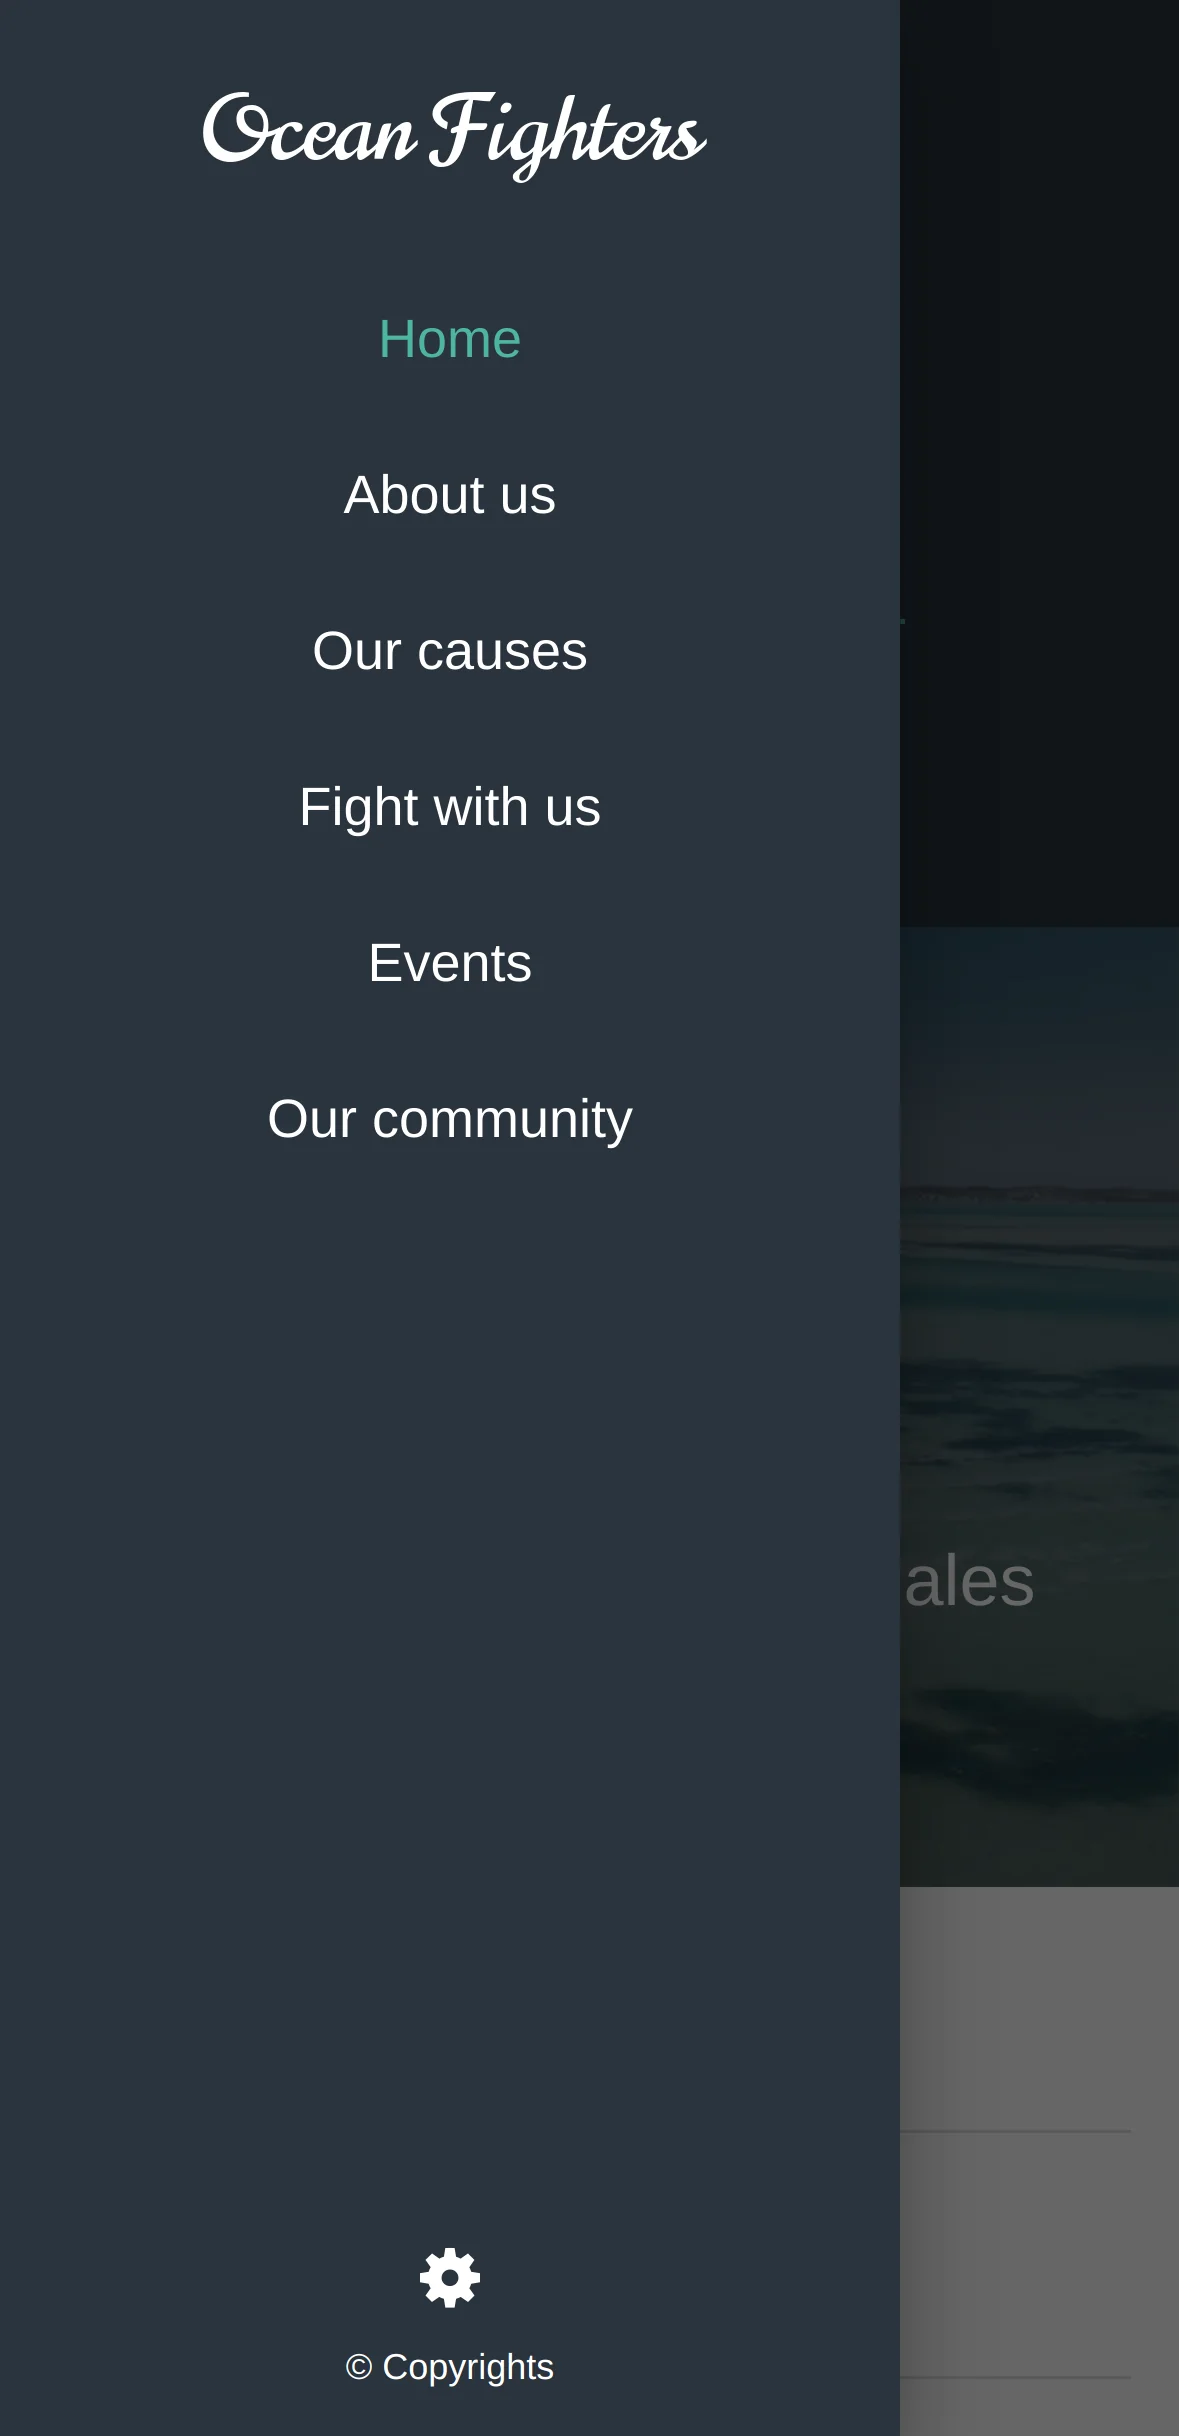 Ocean Fighters
Home
About us
Our causes
Fight with us
Events
Our community
ales
© Copyrights